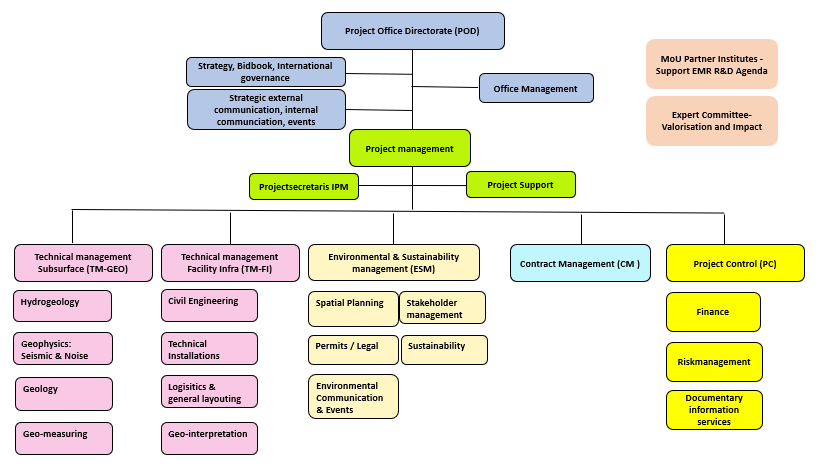 Project Office Directorate (POD)
Strategy, Bidbook, International
governance
Strategic external
communication, internal
communciation, events
Office Management
MoU Partner Institutes -
Support EMR R&D Agenda
Expert Committee-
Valorisation and Impact
Project management
Projectsecretaris IPM
Project Support
Technical management
Subsurface (TM-GEO)
Technical management
Facility Infra (TM-FI)
Environmental & Sustainability
management (ESM)
Contract Management (CM )
Project Control (PC)
Hydrogeology
Geophysics:
Seismic & Noise
Geology
Geo-measuring
Civil Engineering
Technical
Installations
Logisitics &
general layouting
Geo-interpretation
Spatial Planning
Stakeholder
management
Permits / Legal
Sustainability
Environmental
Communication
& Events
Finance
Riskmanagement
Documentary
information
services